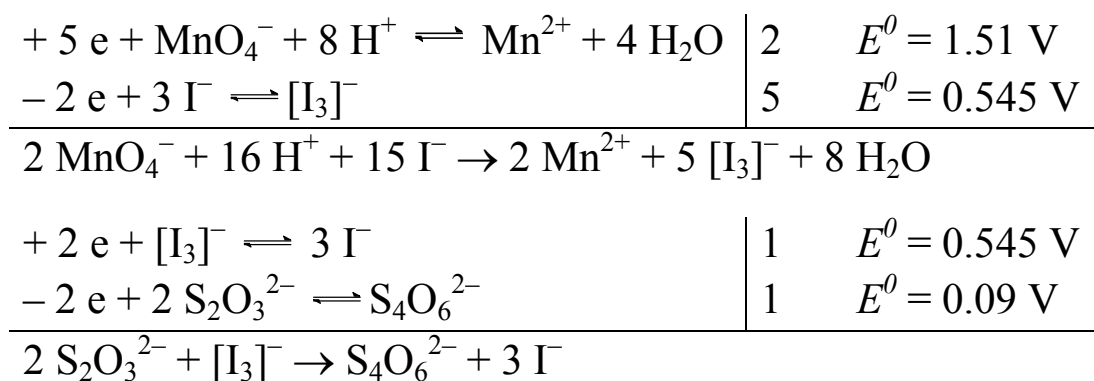 + 5 e + MnO₄⁻ + 8 H⁺ ⇌ Mn²⁺ + 4 H₂O | 2 E⁰ = 1.51 V
– 2 e + 3 I⁻ ⇌ [I₃]⁻ | 5 E⁰ = 0.545 V
2 MnO₄⁻ + 16 H⁺ + 15 I⁻ → 2 Mn²⁺ + 5 [I₃]⁻ + 8 H₂O
+ 2 e + [I₃]⁻ ⇌ 3 I⁻ | 1 E⁰ = 0.545 V
– 2 e + 2 S₂O₃²⁻ ⇌ S₄O₆²⁻ | 1 E⁰ = 0.09 V
2 S₂O₃²⁻ + [I₃]⁻ → S₄O₆²⁻ + 3 I⁻